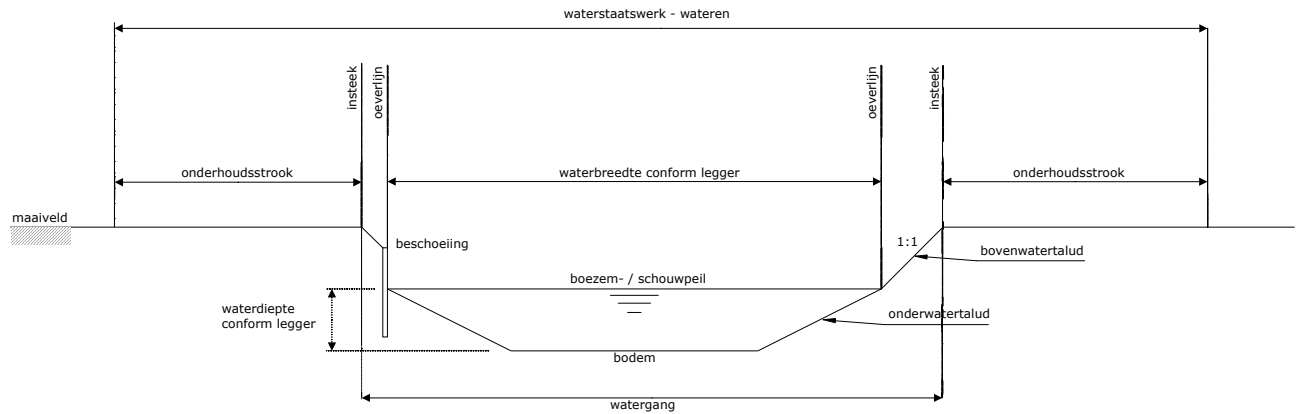 waterstaatswerk - wateren
insteek
oeverlijn
oeverlijn
insteek
onderhoudsstrook
waterbreedte conform legger
onderhoudsstrook
maaiveld
beschoeiing
1:1
bovenwatertalud
boezem- / schouwpeil
waterdiepte
conform legger
onderwatertalud
bodem
watergang